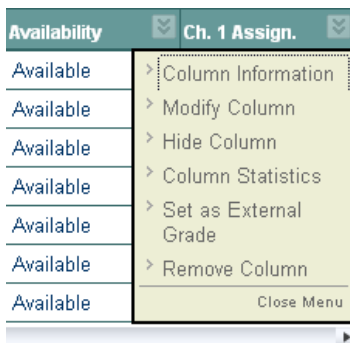 Availability Ch. 1 Assign.
Available
Available
Available
Available
Available
Available
Available
Column Information
Modify Column
Hide Column
Column Statistics
Set as External
Grade
Remove Column
Close Menu